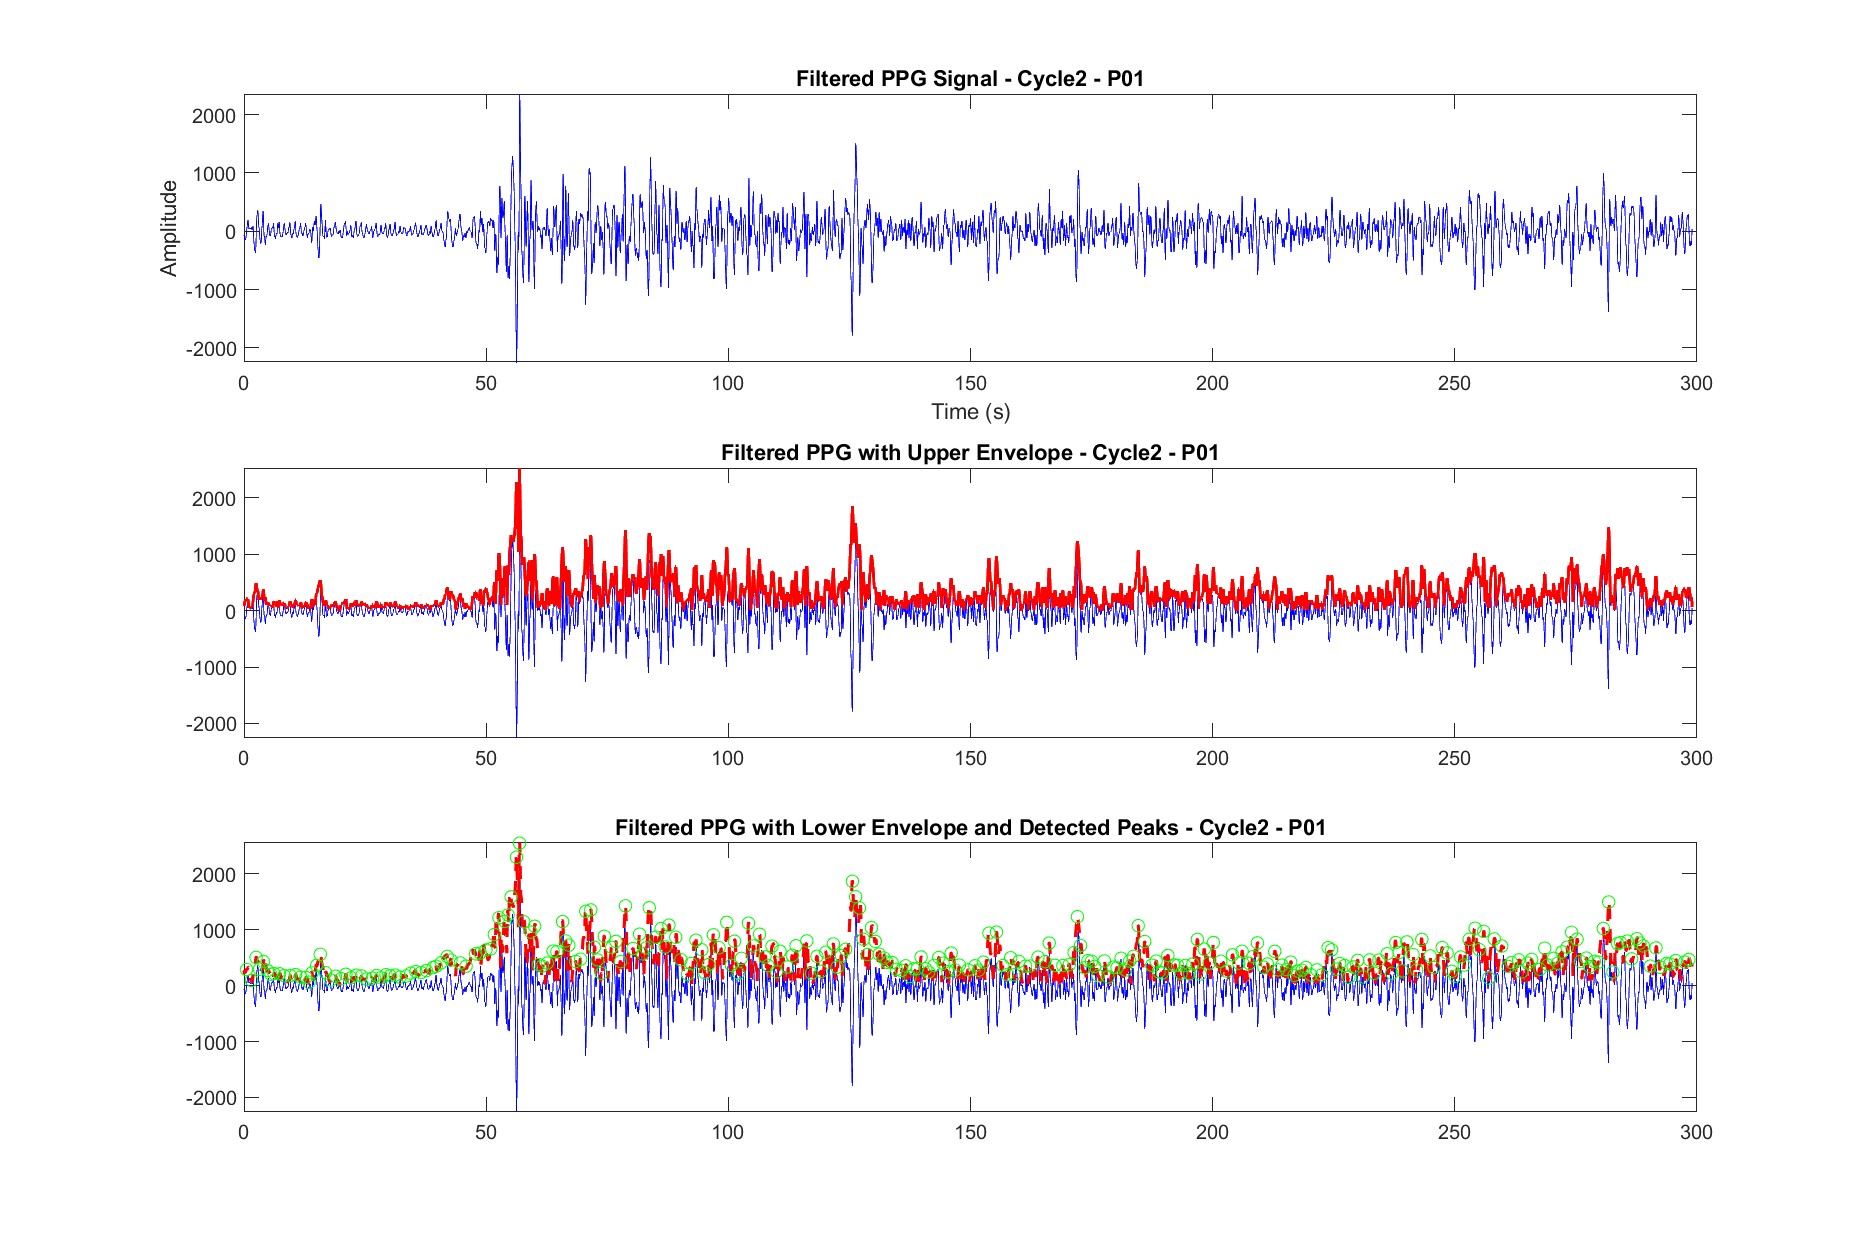 Filtered PPG Signal - Cycle2 - P01
2000
1000
0
-1000
-2000
Amplitude
0 50 100 150 200 250 300
Time (s)
Filtered PPG with Upper Envelope - Cycle2 - P01
2000
1000
0
-1000
-2000
0 50 100 150 200 250 300
Filtered PPG with Lower Envelope and Detected Peaks - Cycle2 - P01
2000
1000
0
-1000
-2000
0 50 100 150 200 250 300